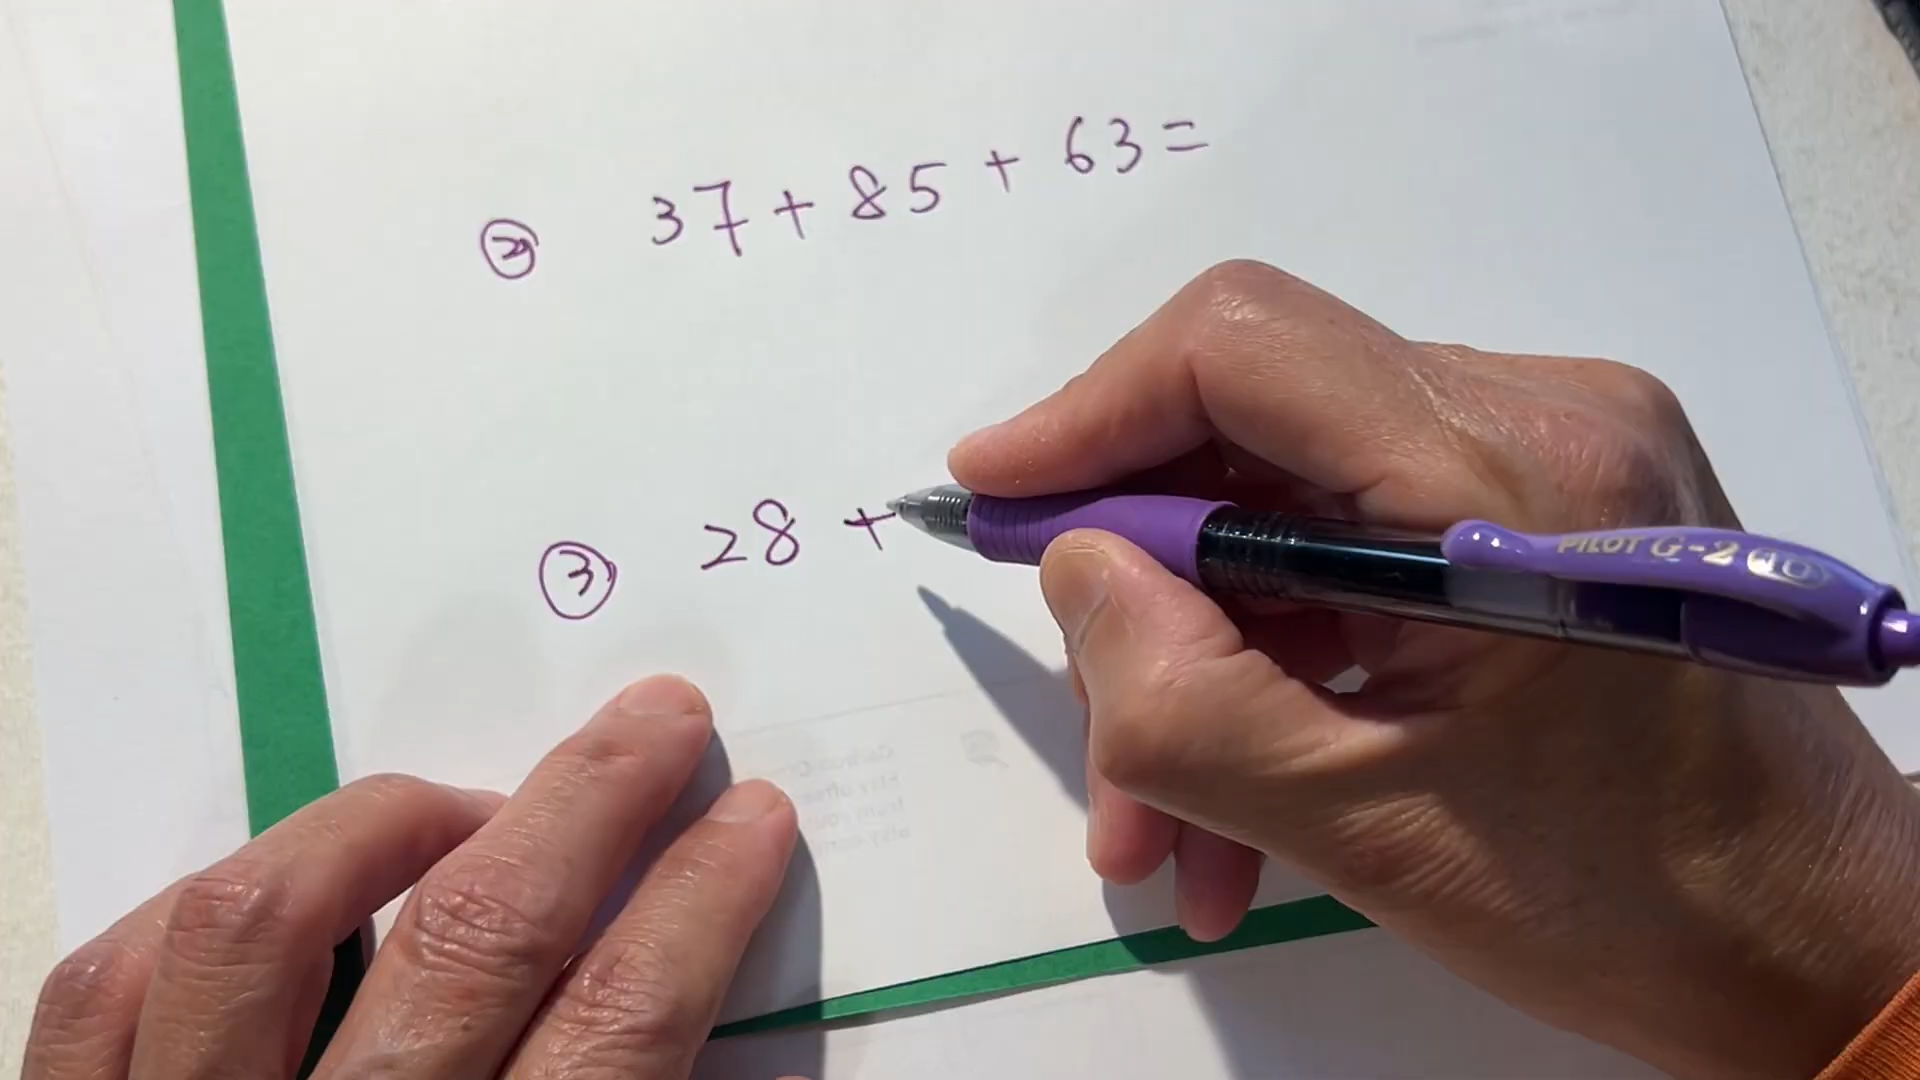 ② 37 + 85 + 63 =
③ 28 +
PILOT G-2 10